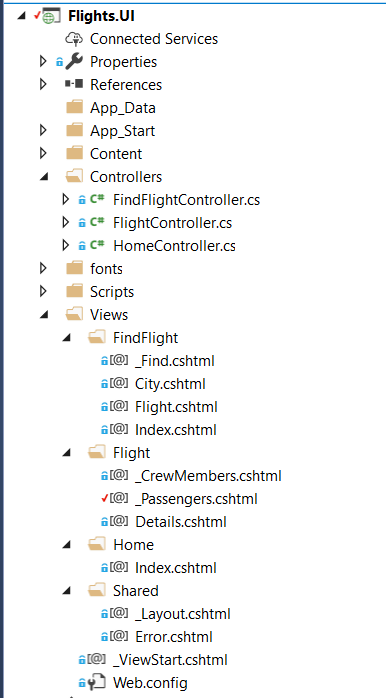 Flights.UI
Connected Services
Properties
References
App_Data
App_Start
Content
Controllers
C# FindFlightController.cs
C# FlightController.cs
C# HomeController.cs
fonts
Scripts
Views
FindFlight
[@] _Find.cshtml
[@] City.cshtml
[@] Flight.cshtml
[@] Index.cshtml
Flight
[@] _CrewMembers.cshtml
[@] _Passengers.cshtml
[@] Details.cshtml
Home
[@] Index.cshtml
Shared
[@] _Layout.cshtml
[@] Error.cshtml
[@] _ViewStart.cshtml
Web.config